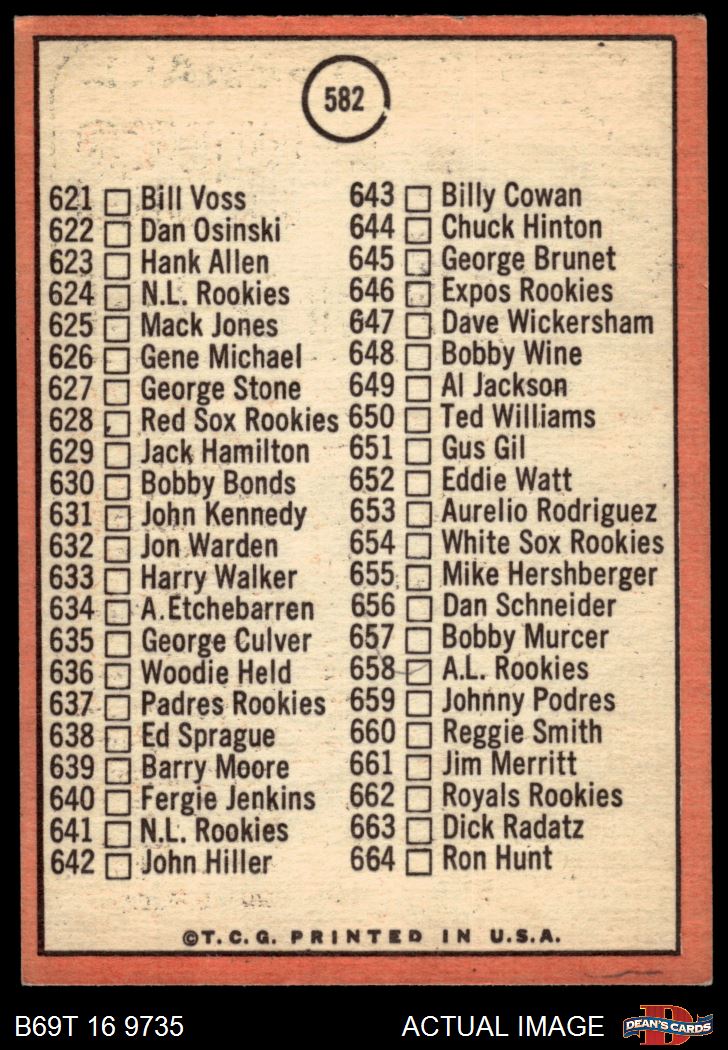 582
621 Bill Voss
622 Dan Osinski
623 Hank Allen
624 N.L. Rookies
625 Mack Jones
626 Gene Michael
627 George Stone
628 Red Sox Rookies
629 Jack Hamilton
630 Bobby Bonds
631 John Kennedy
632 Jon Warden
633 Harry Walker
634 A.Etchebarren
635 George Culver
636 Woodie Held
637 Padres Rookies
638 Ed Sprague
639 Barry Moore
640 Fergie Jenkins
641 N.L. Rookies
642 John Hiller
643 Billy Cowan
644 Chuck Hinton
645 George Brunet
646 Expos Rookies
647 Dave Wickersham
648 Bobby Wine
649 Al Jackson
650 Ted Williams
651 Gus Gil
652 Eddie Watt
653 Aurelio Rodriguez
654 White Sox Rookies
655 Mike Hershberger
656 Dan Schneider
657 Bobby Murcer
658 A.L. Rookies
659 Johnny Podres
660 Reggie Smith
661 Jim Merritt
662 Royals Rookies
663 Dick Radatz
664 Ron Hunt
©T.C.G. PRINTED IN U.S.A.
B69T 16 9735
ACTUAL IMAGE
D
DEAN'S CARDS